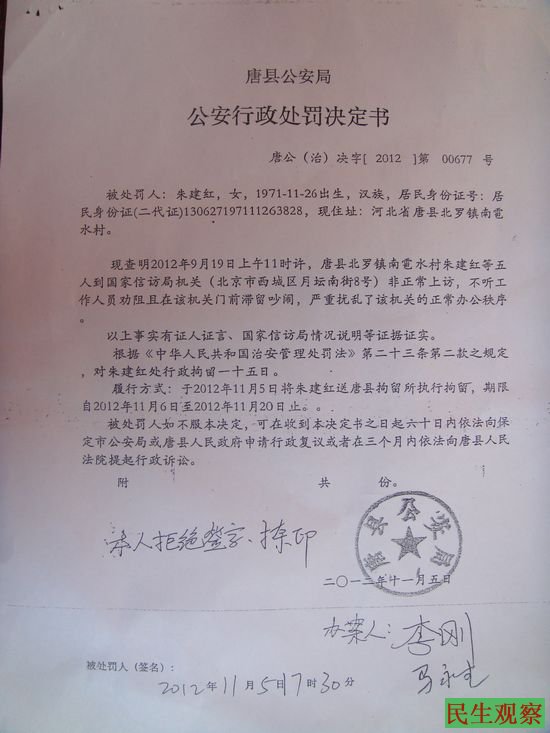 唐县公安局
公安行政处罚决定书
唐公（治）决字[ 2012 ]第 00677 号
被处罚人：朱建红，女，1971-11-26出生，汉族，居民身份证号：居
民身份证(二代证)130627197111263828，现住址：河北省唐县北罗镇南雹
水村。
现查明2012年9月19日上午11时许，唐县北罗镇南雹水村朱建红等五
人到国家信访局机关（北京市西城区月坛南街8号）非正常上访，不听工
作人员劝阻且在该机关门前滞留吵闹，严重扰乱了该机关的正常办公秩序。
以上事实有证人证言、国家信访局情况说明等证据证实。
根据《中华人民共和国治安管理处罚法》第二十三条第二款之规定，
对朱建红处行政拘留一十五日。
履行方式：于2012年11月5日将朱建红送唐县拘留所执行拘留，期限
自2012年11月6日至2012年11月20日止。。
被处罚人如不服本决定，可在收到本决定书之日起六十日内依法向保
定市公安局或唐县人民政府申请行政复议或者在三个月内依法向唐县人民
法院提起行政诉讼。
附 共 份。
本人拒绝签字、捺印
唐县公安局
二〇一二年十一月五日
办案人：李刚
被处罚人（签名）：
2012年11月5日7时30分
民生观察